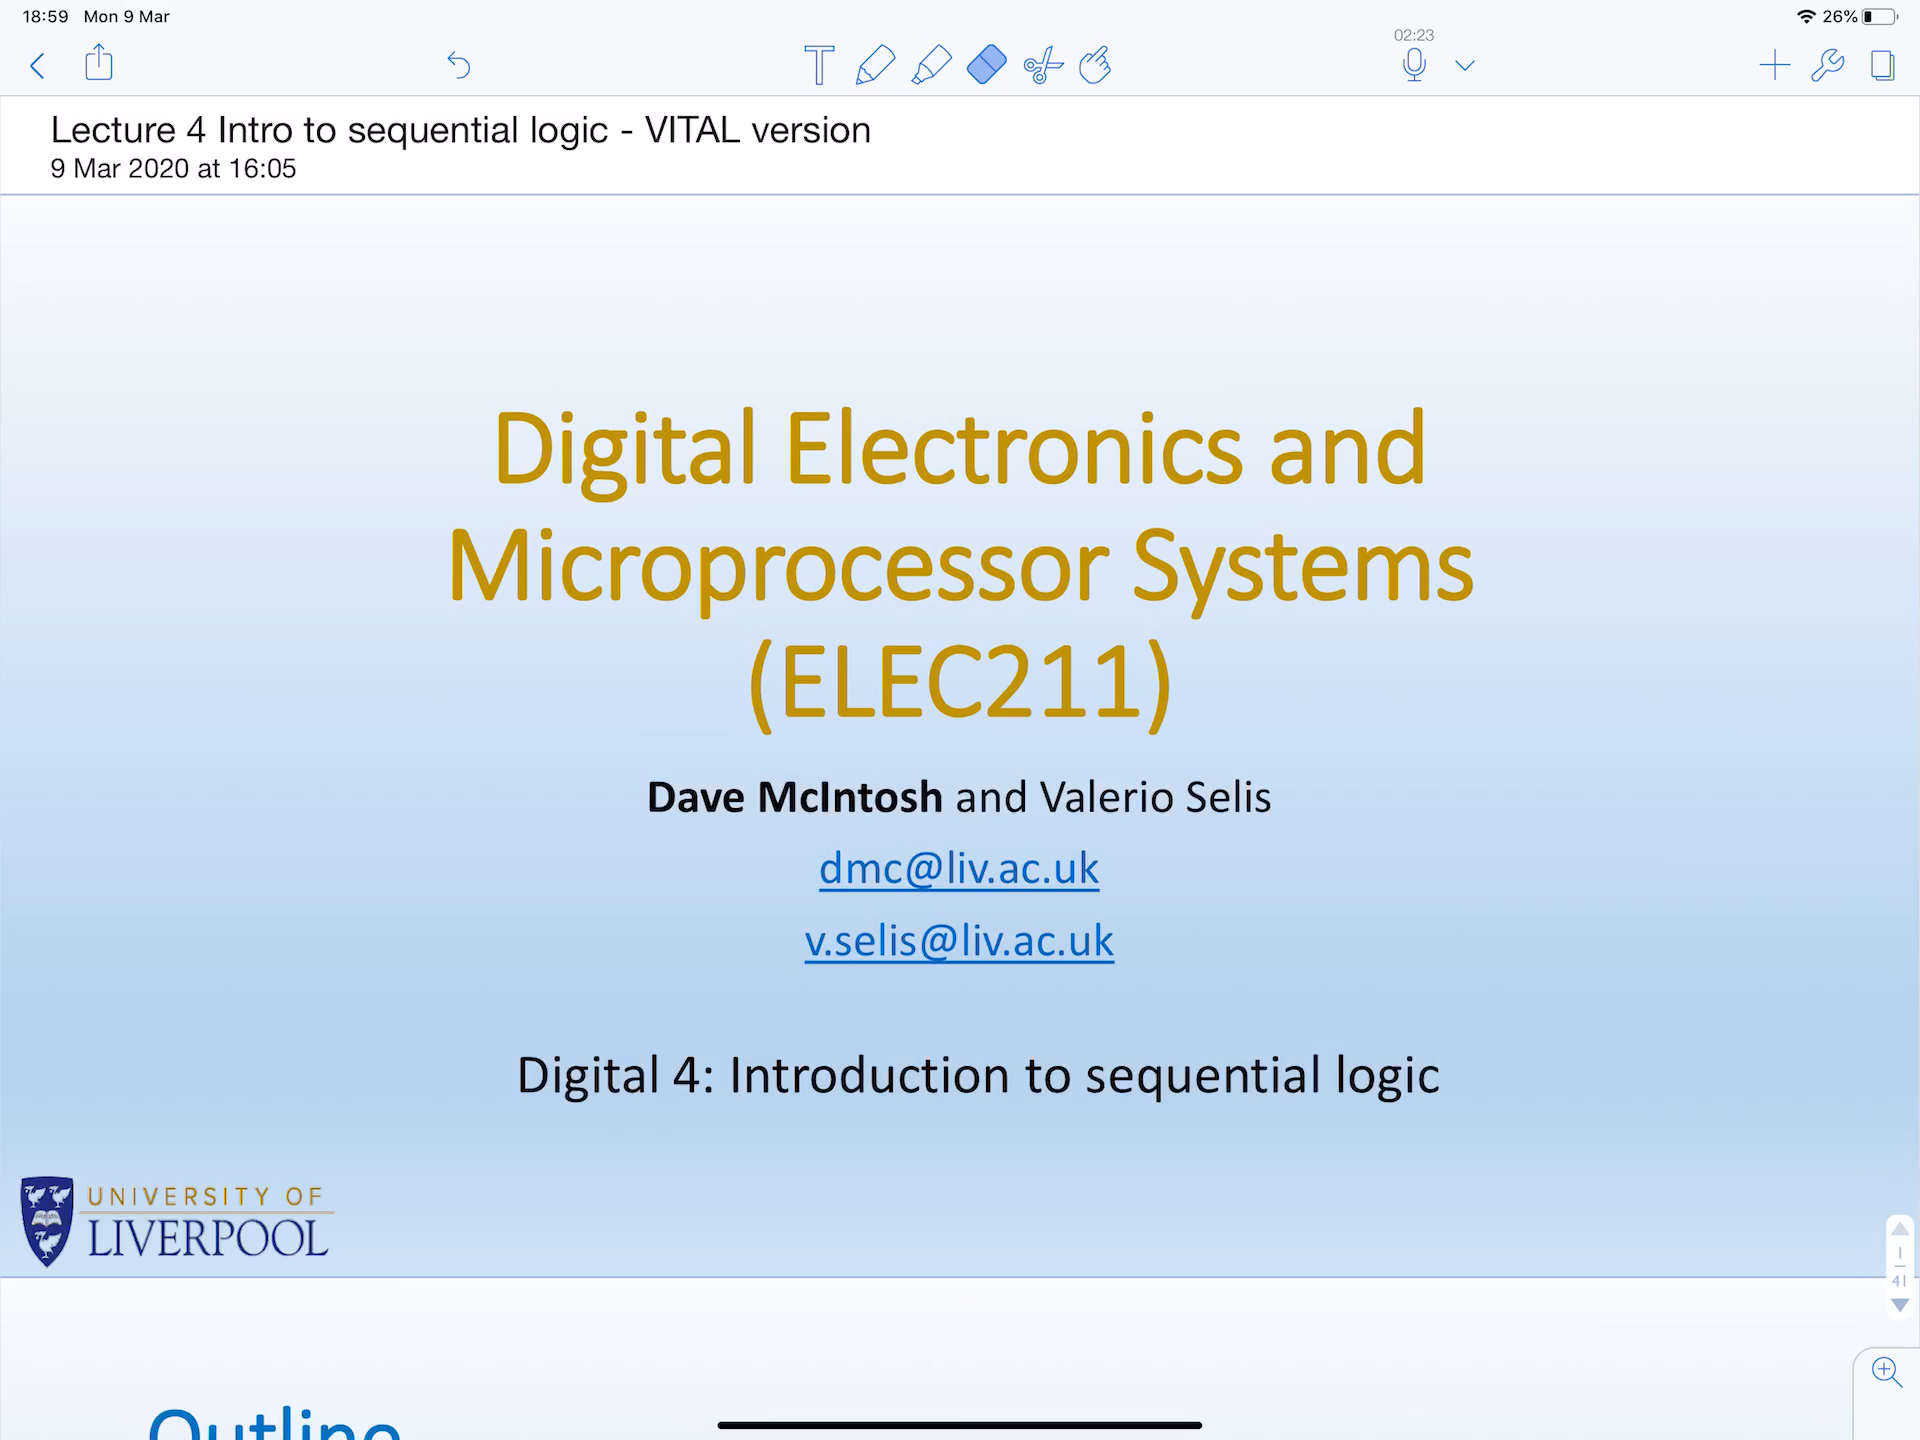 18:59 Mon 9 Mar
26%
02:23
Lecture 4 Intro to sequential logic - VITAL version
9 Mar 2020 at 16:05
Digital Electronics and
Microprocessor Systems
(ELEC211)
Dave McIntosh and Valerio Selis
dmc@liv.ac.uk
v.selis@liv.ac.uk
Digital 4: Introduction to sequential logic
UNIVERSITY OF
LIVERPOOL
1
41
Outline